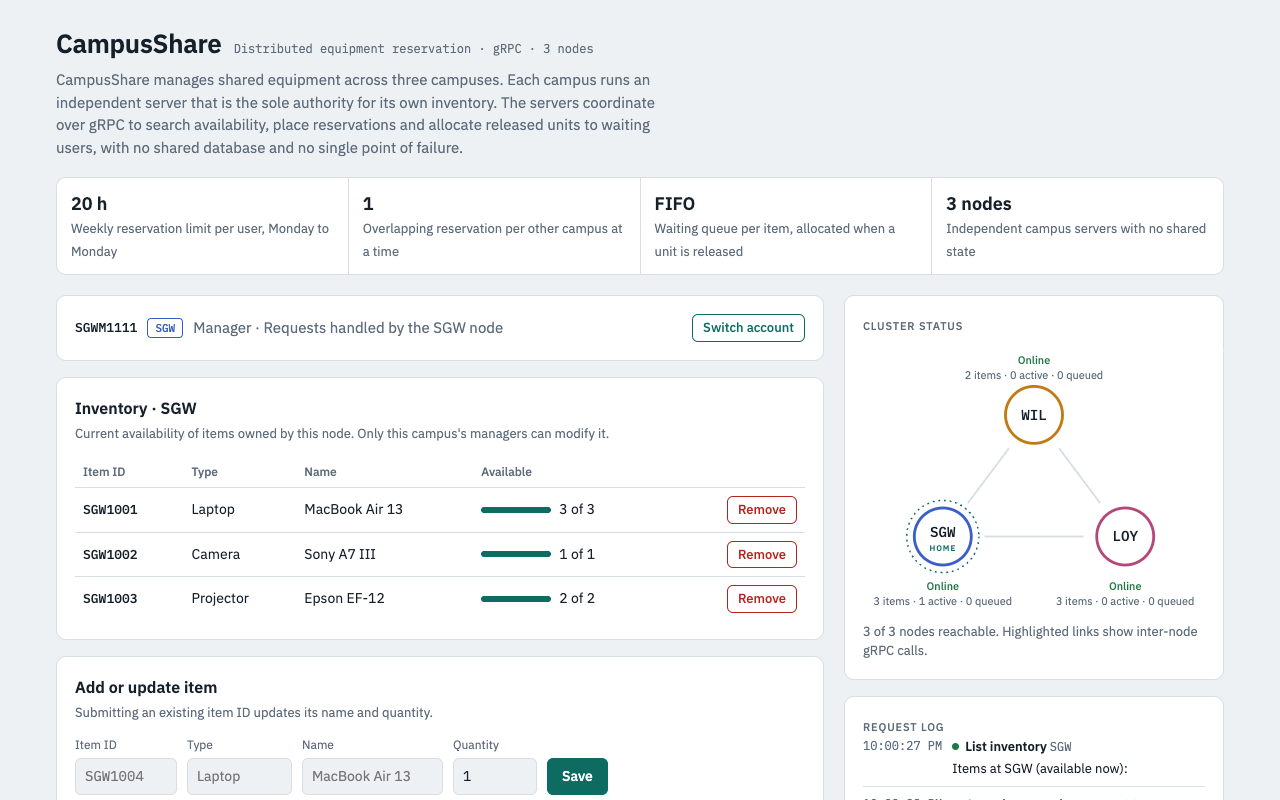 CampusShare Distributed equipment reservation · gRPC · 3 nodes
CampusShare manages shared equipment across three campuses. Each campus runs an
independent server that is the sole authority for its own inventory. The servers coordinate
over gRPC to search availability, place reservations and allocate released units to waiting
users, with no shared database and no single point of failure.
20 h
Weekly reservation limit per user, Monday to
Monday
1
Overlapping reservation per other campus at
a time
FIFO
Waiting queue per item, allocated when a
unit is released
3 nodes
Independent campus servers with no shared
state
SGWM1111 SGW Manager · Requests handled by the SGW node Switch account
Inventory · SGW
Current availability of items owned by this node. Only this campus's managers can modify it.
Item ID Type Name Available
SGW1001 Laptop MacBook Air 13 3 of 3 Remove
SGW1002 Camera Sony A7 III 1 of 1 Remove
SGW1003 Projector Epson EF-12 2 of 2 Remove
Add or update item
Submitting an existing item ID updates its name and quantity.
Item ID Type Name Quantity
SGW1004 Laptop MacBook Air 13 1 Save
CLUSTER STATUS
Online
2 items · 0 active · 0 queued
WIL
SGW
HOME
LOY
Online
3 items · 1 active · 0 queued
Online
3 items · 0 active · 0 queued
3 of 3 nodes reachable. Highlighted links show inter-node
gRPC calls.
REQUEST LOG
10:00:27 PM List inventory SGW
Items at SGW (available now):